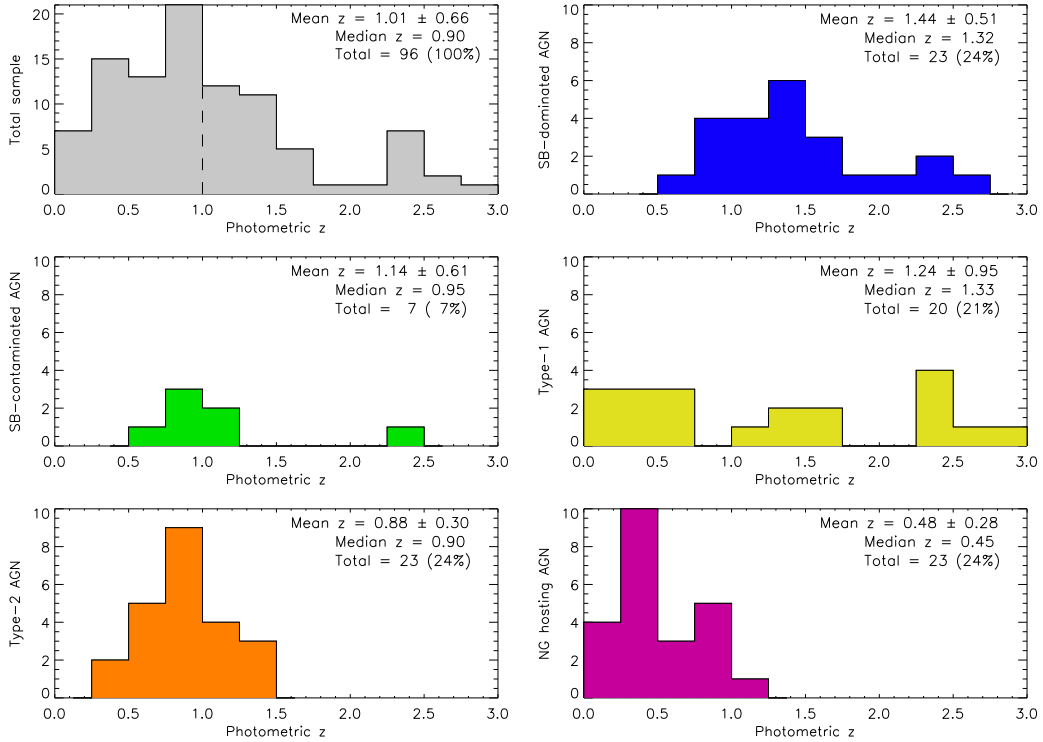 Mean z = 1.01 ± 0.66
Median z = 0.90
Total = 96 (100%)
Total sample
20
15
10
5
0
0.0 0.5 1.0 1.5 2.0 2.5 3.0
Photometric z
Mean z = 1.44 ± 0.51
Median z = 1.32
Total = 23 (24%)
SB-dominated AGN
10
8
6
4
2
0
0.0 0.5 1.0 1.5 2.0 2.5 3.0
Photometric z
Mean z = 1.14 ± 0.61
Median z = 0.95
Total = 7 ( 7%)
SB-contaminated AGN
10
8
6
4
2
0
0.0 0.5 1.0 1.5 2.0 2.5 3.0
Photometric z
Mean z = 1.24 ± 0.95
Median z = 1.33
Total = 20 (21%)
Type-1 AGN
10
8
6
4
2
0
0.0 0.5 1.0 1.5 2.0 2.5 3.0
Photometric z
Mean z = 0.88 ± 0.30
Median z = 0.90
Total = 23 (24%)
Type-2 AGN
10
8
6
4
2
0
0.0 0.5 1.0 1.5 2.0 2.5 3.0
Photometric z
Mean z = 0.48 ± 0.28
Median z = 0.45
Total = 23 (24%)
NG hosting AGN
10
8
6
4
2
0
0.0 0.5 1.0 1.5 2.0 2.5 3.0
Photometric z